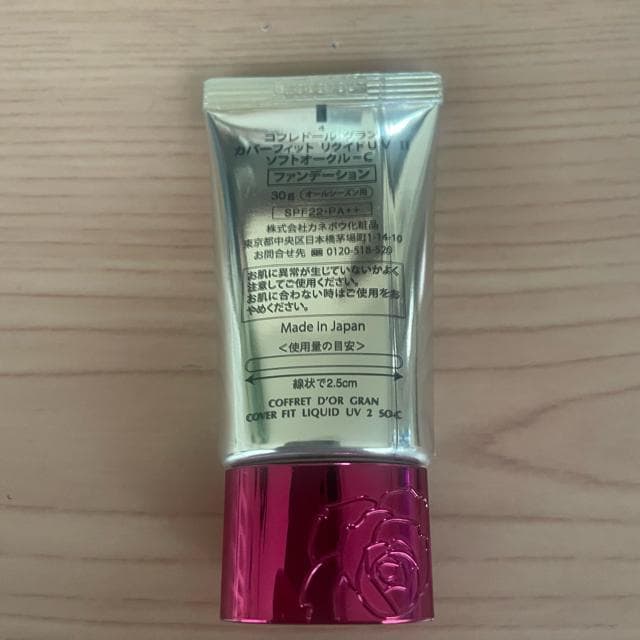 コフレドール グラン
カバーフィット リクイドUV II
ソフトオークル－C
ファンデーション
30g オールシーズン用
SPF22・PA++
株式会社カネボウ化粧品
東京都中央区日本橋茅場町1-14-10
お問合せ先 0120-518-520
お肌に異常が生じていないかよく
注意してご使用ください。
お肌に合わない時はご使用をお
やめください。
Made in Japan
<使用量の目安>
線状で2.5cm
COFFRET D'OR GRAN
COVER FIT LIQUID UV 2 SO-C